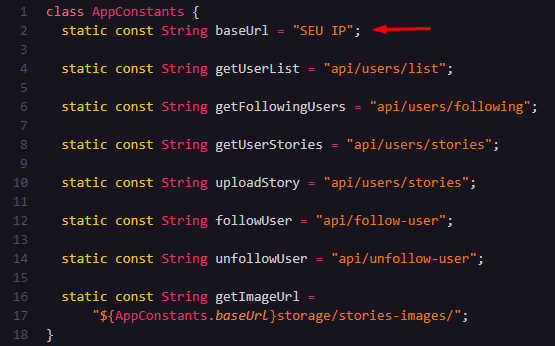 1 class AppConstants {
2 static const String baseUrl = "SEU IP";
3
4 static const String getUserList = "api/users/list";
5
6 static const String getFollowingUsers = "api/users/following";
7
8 static const String getUserStories = "api/users/stories";
9
10 static const String uploadStory = "api/users/stories";
11
12 static const String followUser = "api/follow-user";
13
14 static const String unfollowUser = "api/unfollow-user";
15
16 static const String getImageUrl =
17 "${AppConstants.baseUrl}storage/stories-images/";
18 }